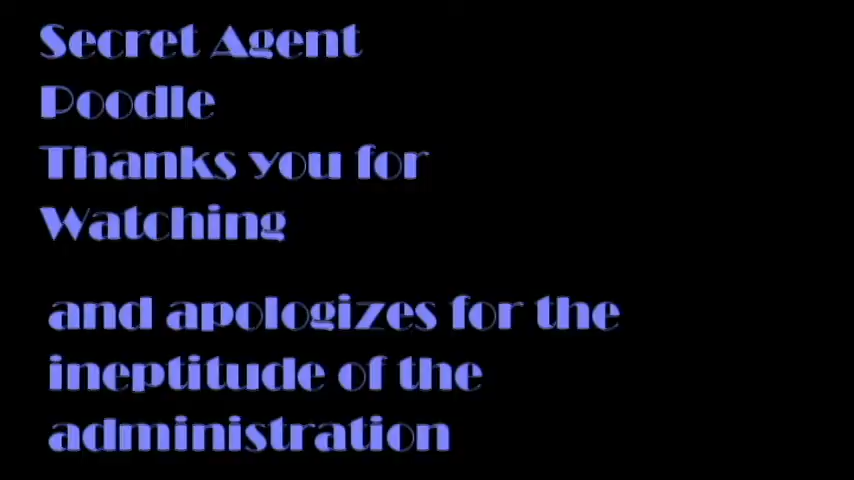 Secret Agent
Poodle
Thanks you for
Watching
and apologizes for the
ineptitude of the
administration